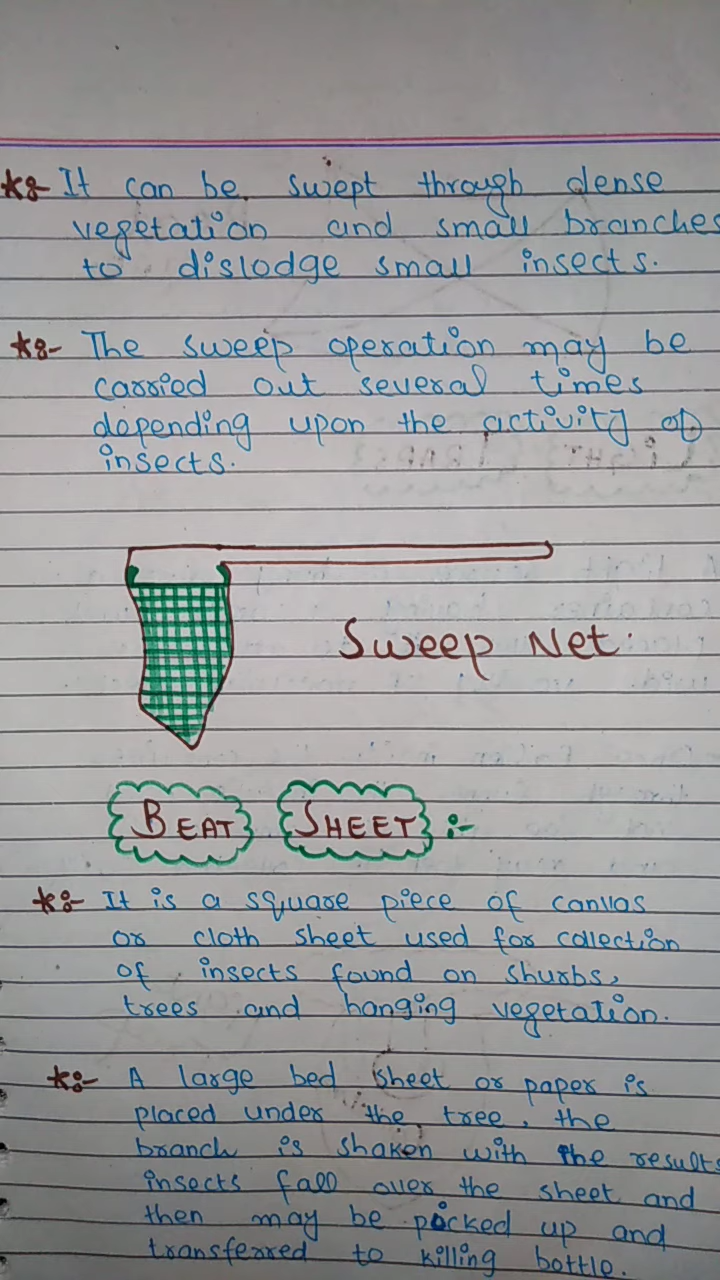 *:- It can be swept through dense
vegetation and small branches
to dislodge small insects.
*:- The sweep operation may be
carried out several times
depending upon the activity of
insects.
Sweep Net.
BEAT SHEET :-
*:- It is a square piece of canvas
or cloth sheet used for collection
of insects found on shurbs,
trees and hanging vegetation.
*:- A large bed sheet or paper is
placed under the tree, the
branch is shaken with the results
insects fall over the sheet and
then may be picked up and
transferred to killing bottle.